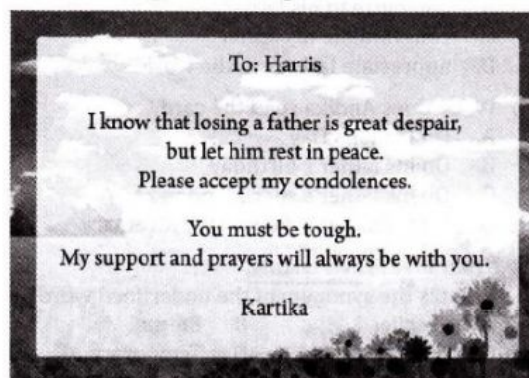 To: Harris
I know that losing a father is great despair,
but let him rest in peace.
Please accept my condolences.
You must be tough.
My support and prayers will always be with you.
Kartika